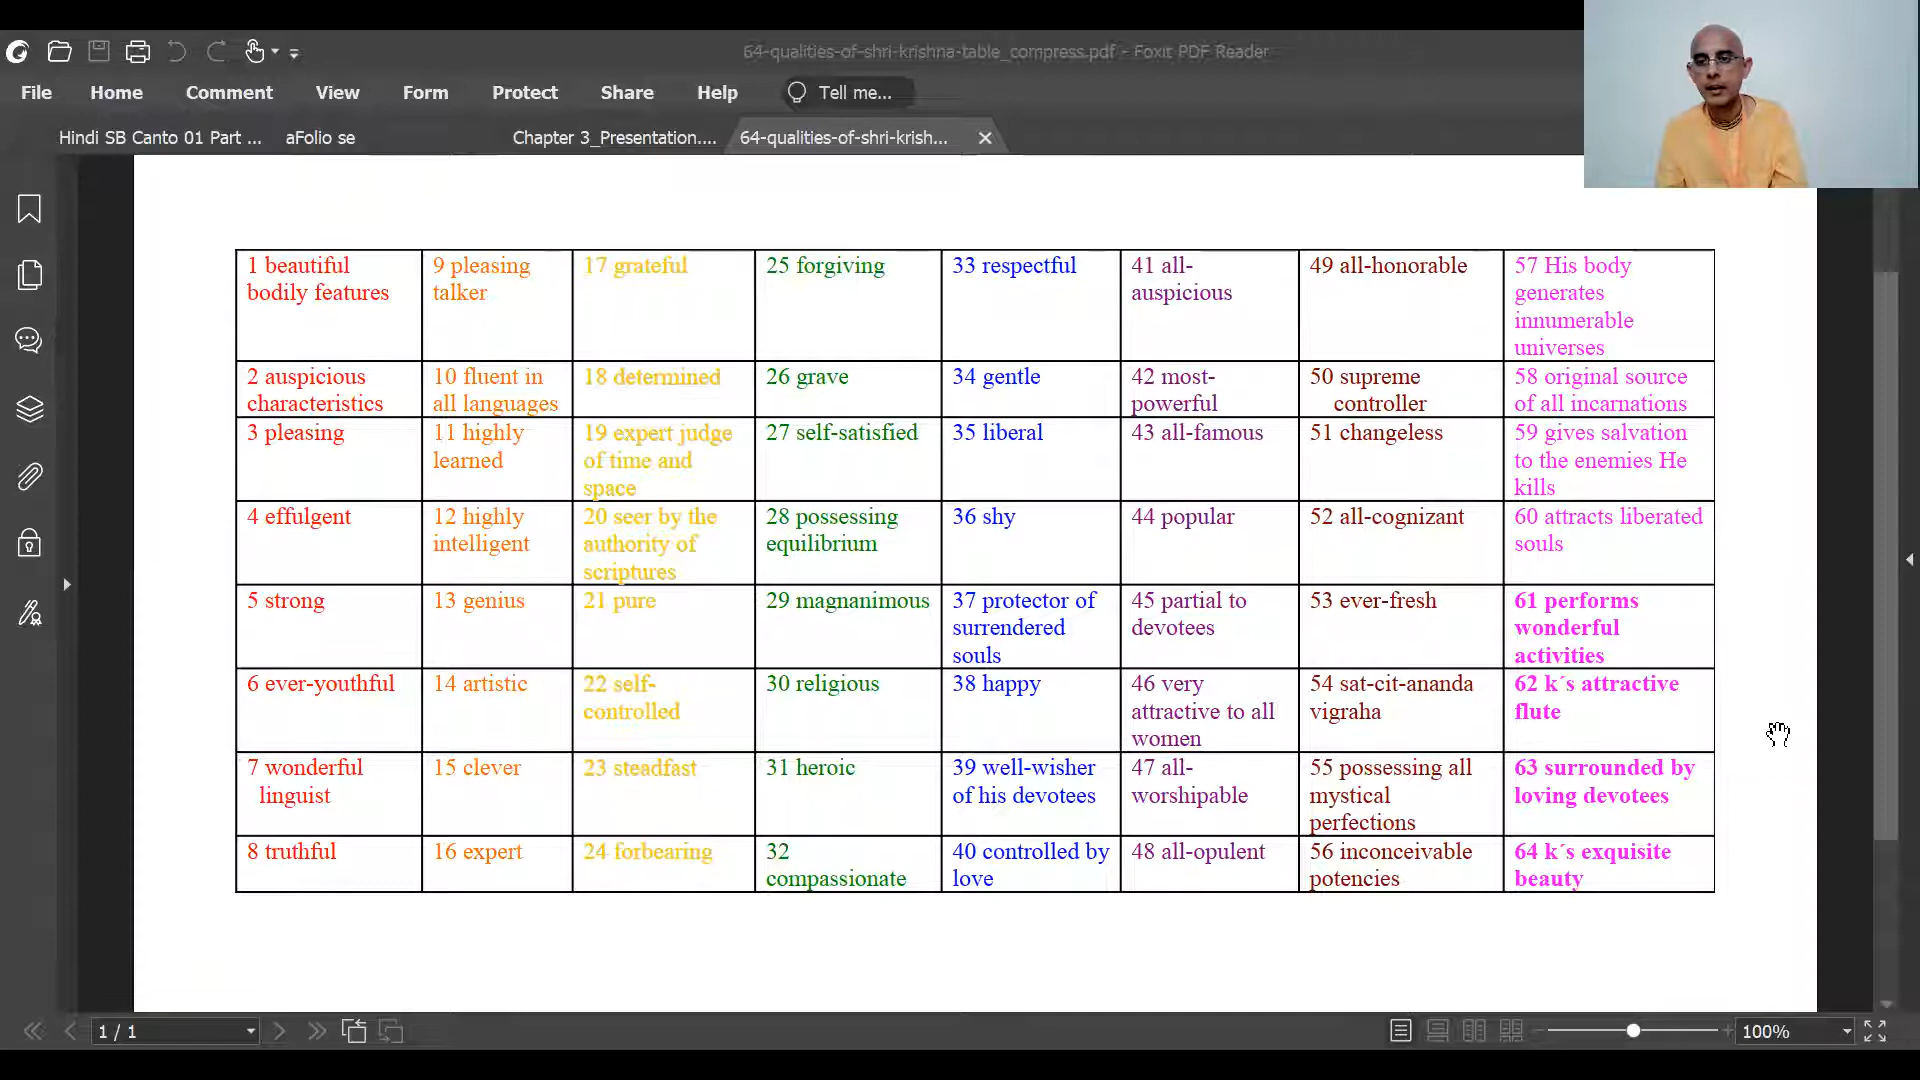 64-qualities-of-shri-krishna-table_compress.pdf - Foxit PDF Reader
File Home Comment View Form Protect Share Help Tell me...
Hindi SB Canto 01 Part ... aFolio se Chapter 3_Presentation.... 64-qualities-of-shri-krish...
1 beautiful
bodily features
9 pleasing
talker
17 grateful
25 forgiving
33 respectful
41 all-
auspicious
49 all-honorable
57 His body
generates
innumerable
universes
2 auspicious
characteristics
10 fluent in
all languages
18 determined
26 grave
34 gentle
42 most-
powerful
50 supreme
controller
58 original source
of all incarnations
3 pleasing
11 highly
learned
19 expert judge
of time and
space
27 self-satisfied
35 liberal
43 all-famous
51 changeless
59 gives salvation
to the enemies He
kills
4 effulgent
12 highly
intelligent
20 seer by the
authority of
scriptures
28 possessing
equilibrium
36 shy
44 popular
52 all-cognizant
60 attracts liberated
souls
5 strong
13 genius
21 pure
29 magnanimous
37 protector of
surrendered
souls
45 partial to
devotees
53 ever-fresh
61 performs
wonderful
activities
6 ever-youthful
14 artistic
22 self-
controlled
30 religious
38 happy
46 very
attractive to all
women
54 sat-cit-ananda
vigraha
62 k´s attractive
flute
7 wonderful
linguist
15 clever
23 steadfast
31 heroic
39 well-wisher
of his devotees
47 all-
worshipable
55 possessing all
mystical
perfections
63 surrounded by
loving devotees
8 truthful
16 expert
24 forbearing
32
compassionate
40 controlled by
love
48 all-opulent
56 inconceivable
potencies
64 k´s exquisite
beauty
1 / 1
100%